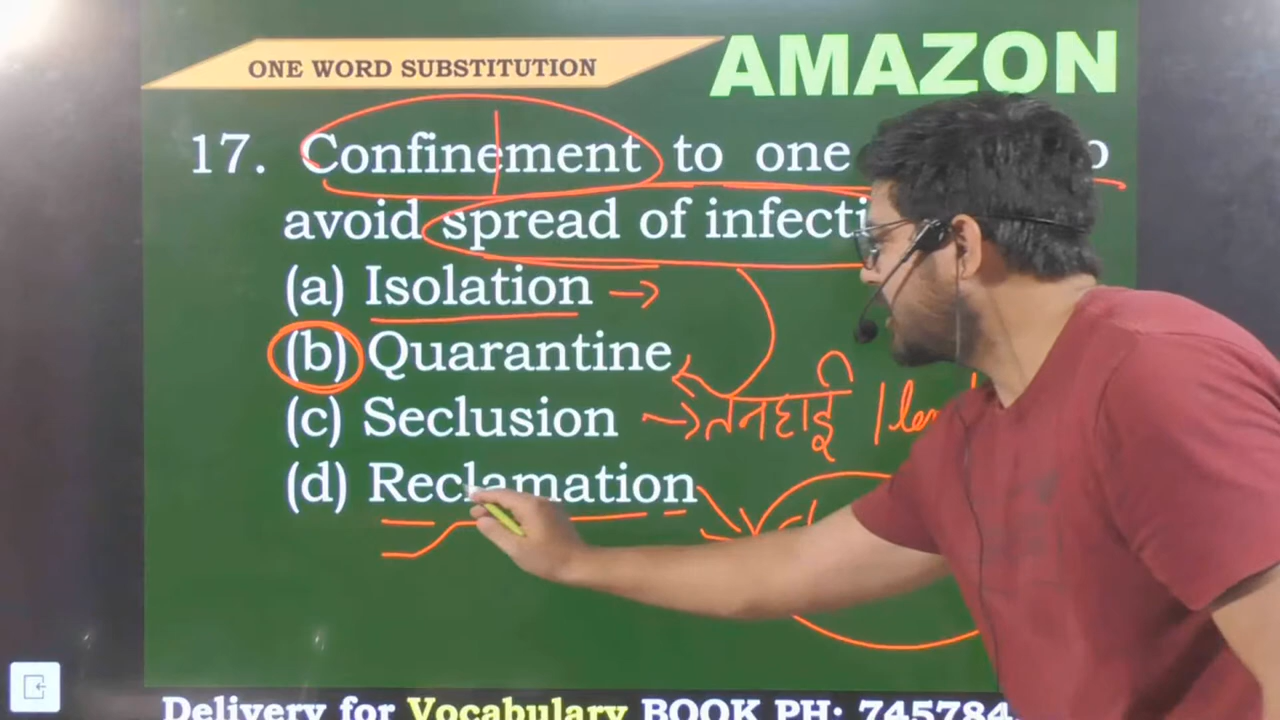 ONE WORD SUBSTITUTION
AMAZON
17. Confinement to one
avoid spread of infecti
(a) Isolation
(b) Quarantine
(c) Seclusion → तनहाई
(d) Reclamation
Delivery for Vocabulary BOOK PH: 745784